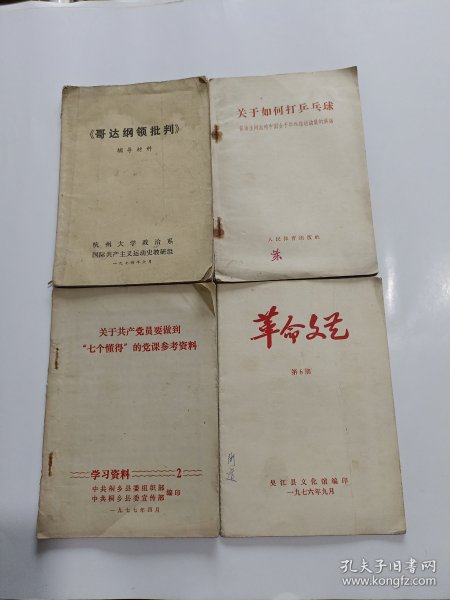 《哥达纲领批判》
辅导材料
杭州大学政治系
国际共产主义运动史教研组
一九七四年六月
关于如何打乒乓球
人民体育出版社
朱
关于共产党员要做到
“七个懂得”的党课参考资料
学习资料 2
中共桐乡县委组织部
中共桐乡县委宣传部
编印
一九七七年四月
革命文艺
第6期
吴江县文化馆编印
一九七六年九月
孔夫子旧书网
www.kongfz.com